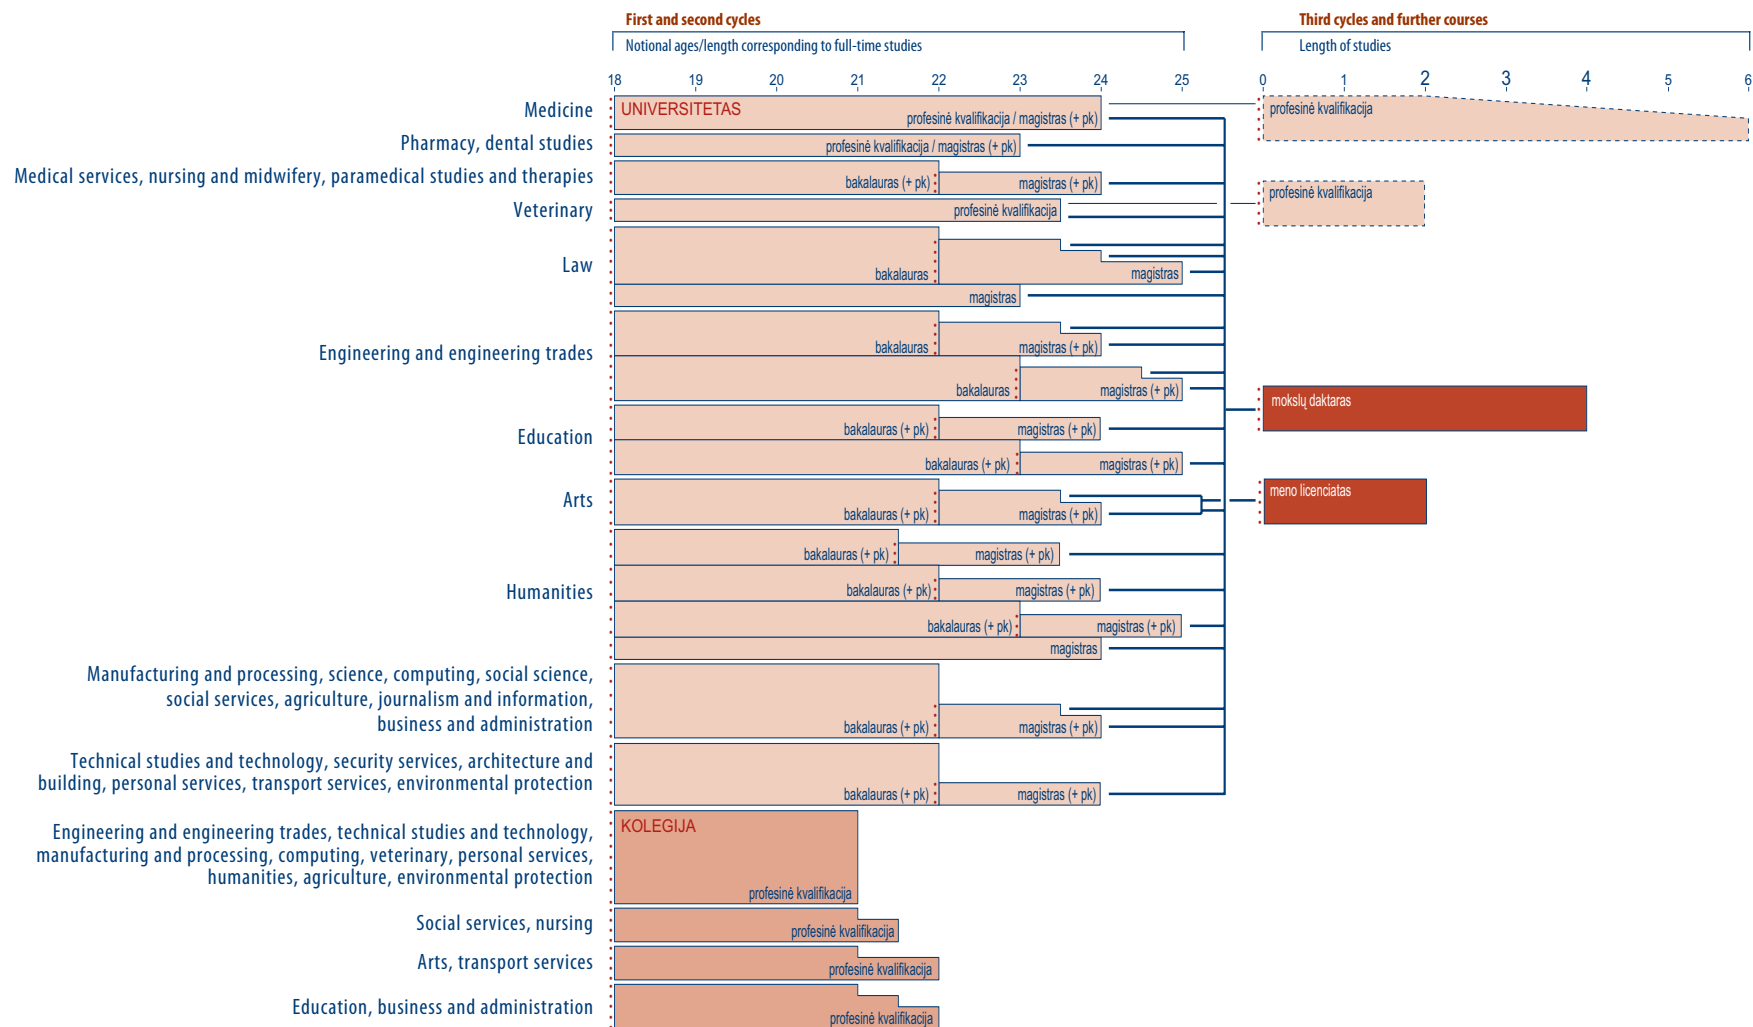 First and second cycles
Third cycles and further courses
Notional ages/length corresponding to full-time studies
Length of studies
18 19 20 21 22 23 24 25 0 1 2 3 4 5 6
Medicine
UNIVERSITETAS
profesinė kvalifikacija / magistras (+ pk)
profesinė kvalifikacija
Pharmacy, dental studies
profesinė kvalifikacija / magistras (+ pk)
Medical services, nursing and midwifery, paramedical studies and therapies
bakalauras (+ pk)
magistras (+ pk)
profesinė kvalifikacija
Veterinary
profesinė kvalifikacija
Law
bakalauras
magistras
magistras
Engineering and engineering trades
bakalauras
magistras (+ pk)
bakalauras
magistras (+ pk)
mokslų daktaras
Education
bakalauras (+ pk)
magistras (+ pk)
bakalauras (+ pk)
magistras (+ pk)
Arts
bakalauras (+ pk)
magistras (+ pk)
meno licenciatas
Humanities
bakalauras (+ pk)
magistras (+ pk)
bakalauras (+ pk)
magistras (+ pk)
bakalauras (+ pk)
magistras (+ pk)
magistras
Manufacturing and processing, science, computing, social science,
social services, agriculture, journalism and information,
business and administration
bakalauras (+ pk)
magistras (+ pk)
Technical studies and technology, security services, architecture and
building, personal services, transport services, environmental protection
bakalauras (+ pk)
magistras (+ pk)
Engineering and engineering trades, technical studies and technology,
manufacturing and processing, computing, veterinary, personal services,
humanities, agriculture, environmental protection
KOLEGIJA
profesinė kvalifikacija
Social services, nursing
profesinė kvalifikacija
Arts, transport services
profesinė kvalifikacija
Education, business and administration
profesinė kvalifikacija